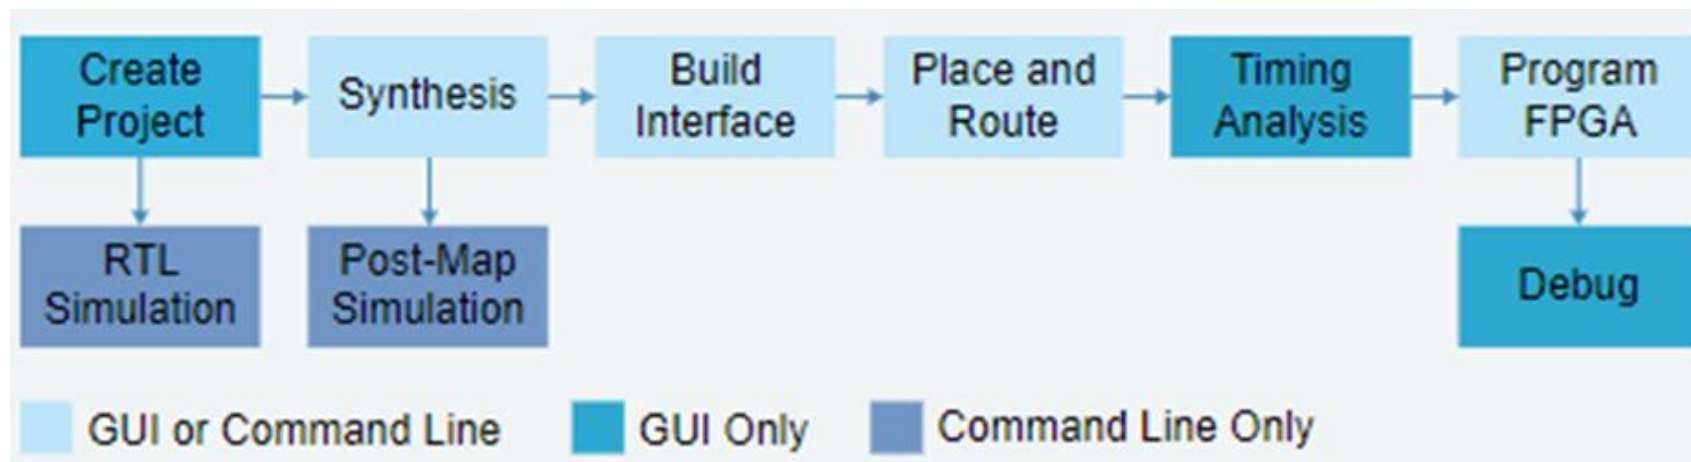 Create
Project
Synthesis
Build
Interface
Place and
Route
Timing
Analysis
Program
FPGA
RTL
Simulation
Post-Map
Simulation
Debug
GUI or Command Line
GUI Only
Command Line Only